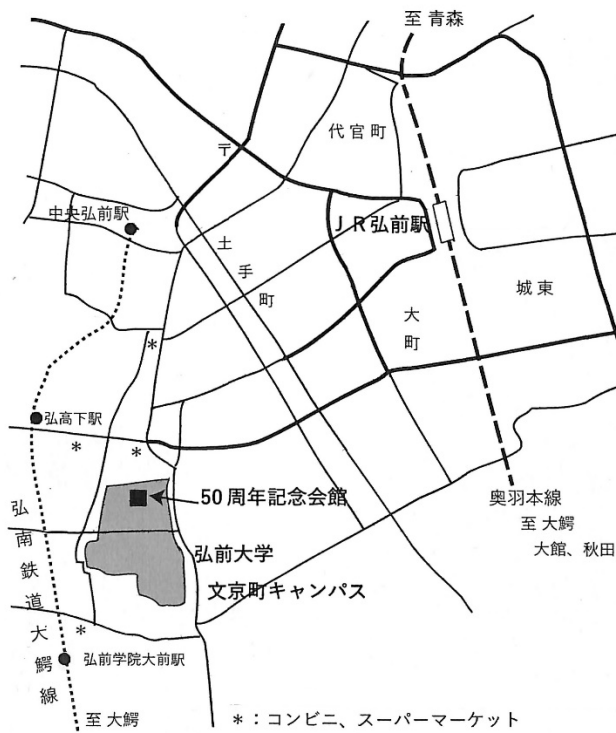 至 青森
代官町
〒
中央弘前駅
JR弘前駅
土手町
城東
大町
*
弘高下駅
*
*
50周年記念会館
奥羽本線
至 大鰐
大館、秋田
弘前大学
文京町キャンパス
弘南鉄道大鰐線
*
弘前学院大前駅
至 大鰐
*：コンビニ、スーパーマーケット